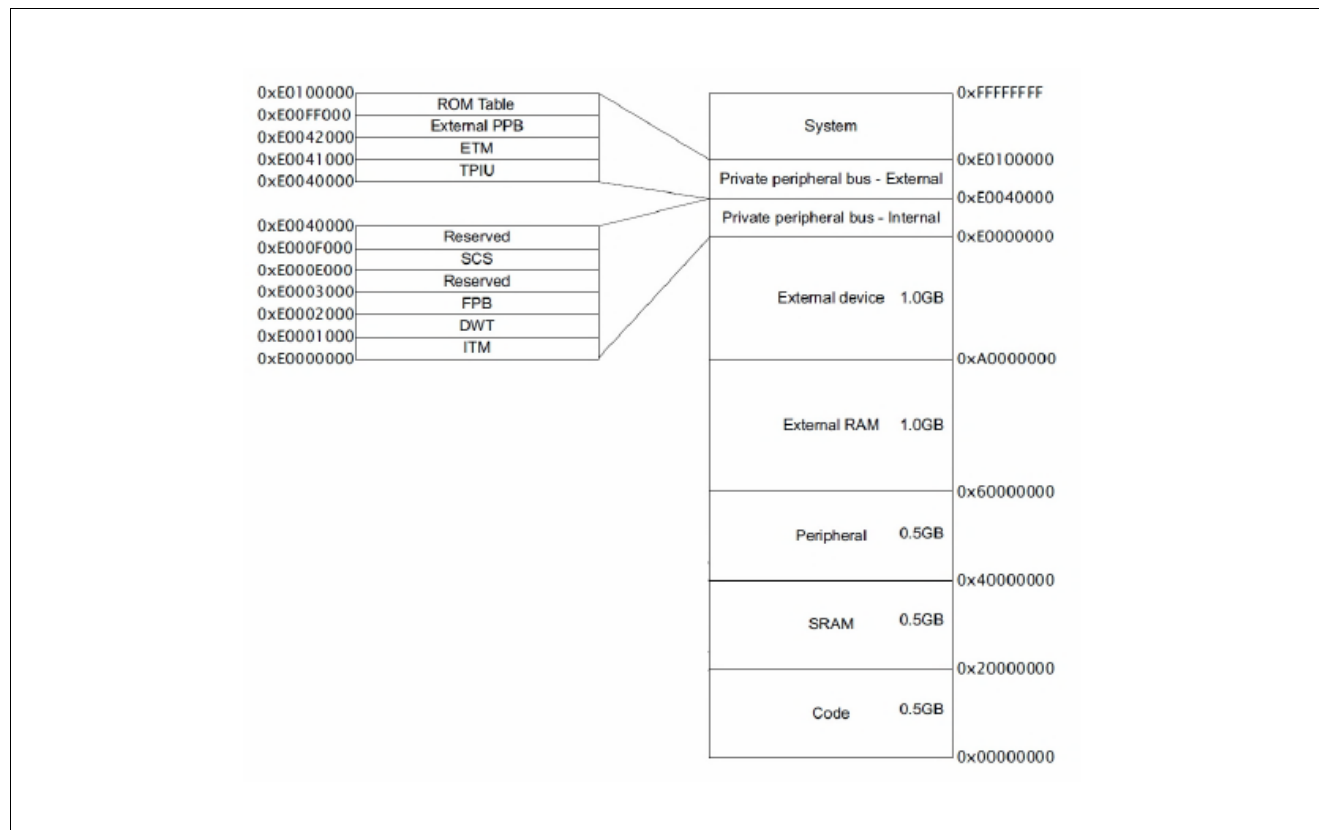 0xE0100000
ROM Table
0xE00FF000
External PPB
0xE0042000
ETM
0xE0041000
TPIU
0xE0040000
0xE0040000
Reserved
0xE000F000
SCS
0xE000E000
Reserved
0xE0003000
FPB
0xE0002000
DWT
0xE0001000
ITM
0xE0000000
0xFFFFFFFF
System
0xE0100000
Private peripheral bus - External
0xE0040000
Private peripheral bus - Internal
0xE0000000
External device 1.0GB
0xA0000000
External RAM 1.0GB
0x60000000
Peripheral 0.5GB
0x40000000
SRAM 0.5GB
0x20000000
Code 0.5GB
0x00000000